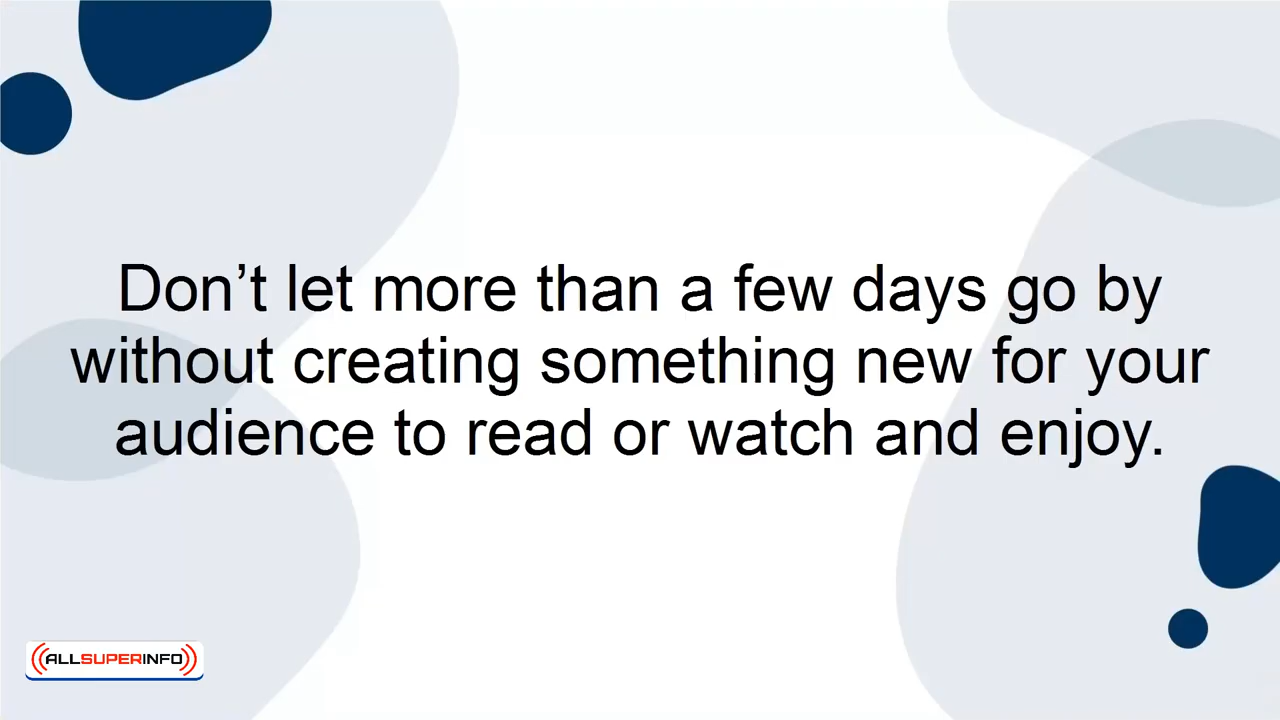 Don’t let more than a few days go by
without creating something new for your
audience to read or watch and enjoy.
ALLSUPERINFO